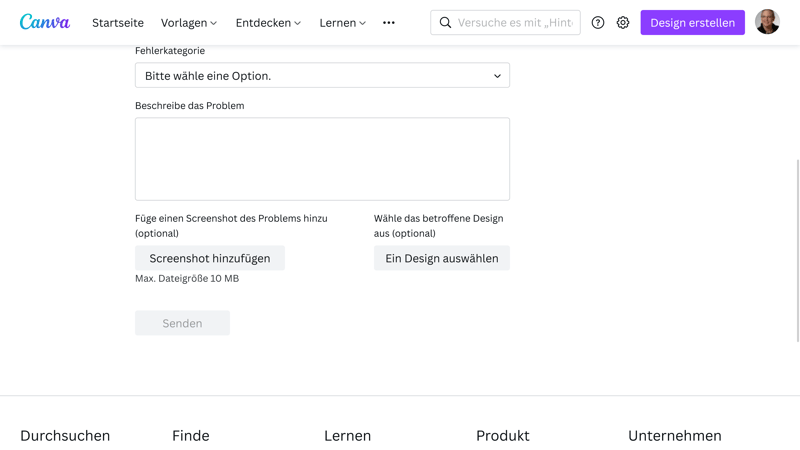 Canva Startseite Vorlagen Entdecken Lernen Versuche es mit „Hint Design erstellen
Fehlerkategorie
Bitte wähle eine Option.
Beschreibe das Problem
Füge einen Screenshot des Problems hinzu
(optional)
Wähle das betroffene Design
aus (optional)
Screenshot hinzufügen
Ein Design auswählen
Max. Dateigröße 10 MB
Senden
Durchsuchen Finde Lernen Produkt Unternehmen